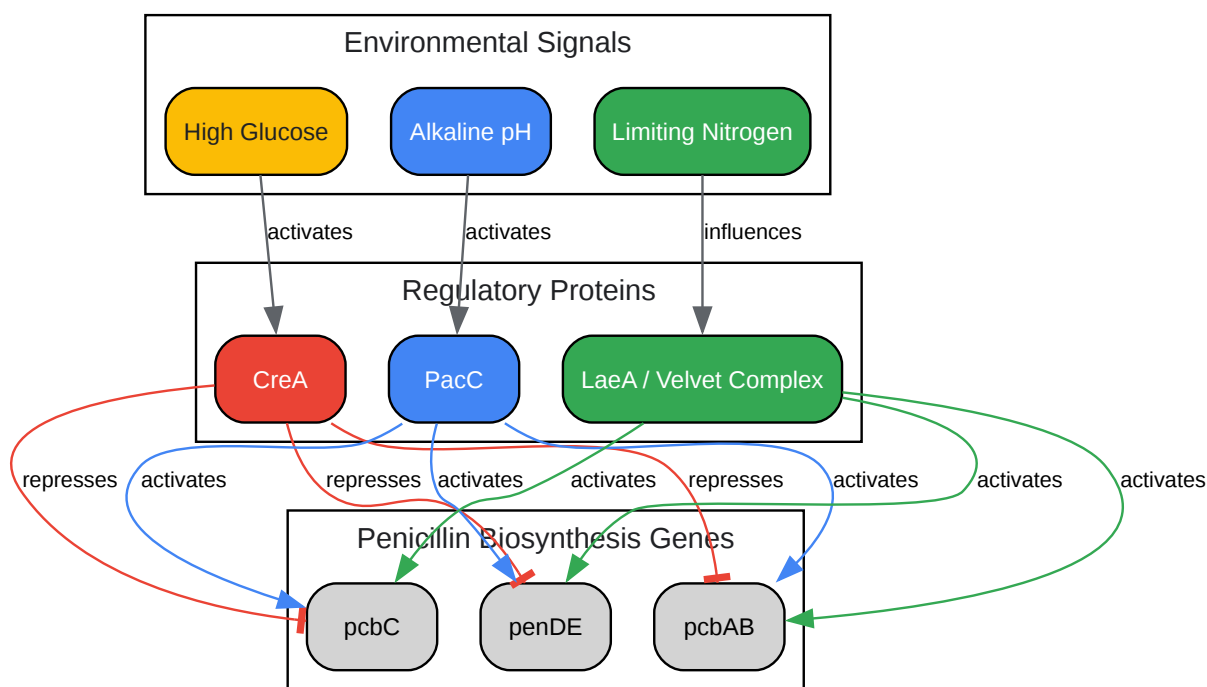 Environmental Signals
High Glucose
Alkaline pH
Limiting Nitrogen
activates
activates
influences
Regulatory Proteins
CreA
PacC
LaeA / Velvet Complex
represses
activates
represses
activates
activates
represses
activates
activates
activates
Penicillin Biosynthesis Genes
pcbC
penDE
pcbAB